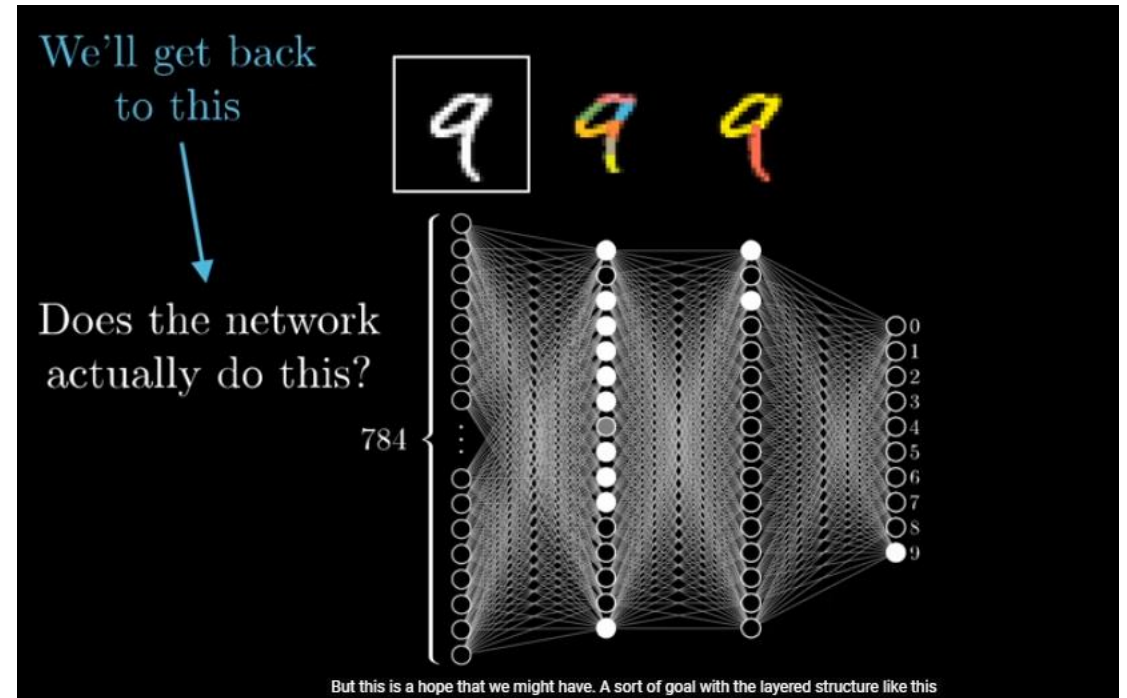 We'll get back
to this
Does the network
actually do this?
784
0
1
2
3
4
5
6
7
8
9
But this is a hope that we might have. A sort of goal with the layered structure like this